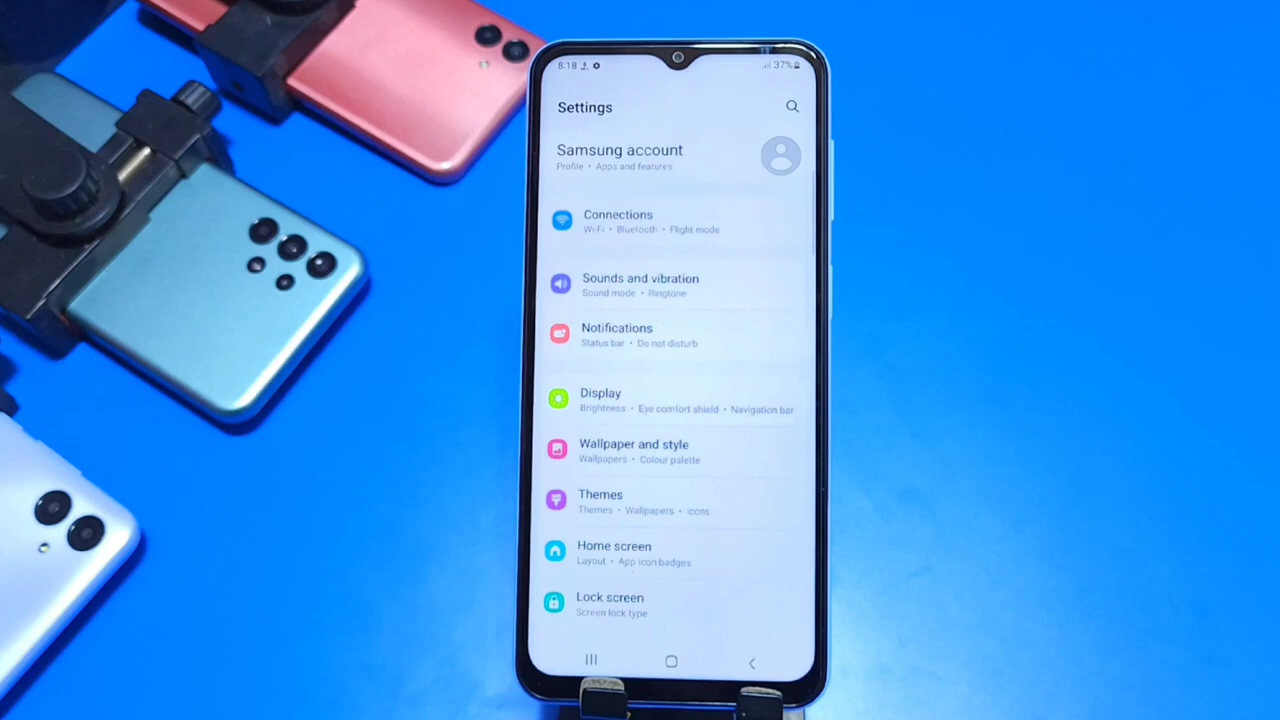 8:18
37%
Settings
Samsung account
Profile • Apps and features
Connections
Wi-Fi • Bluetooth • Flight mode
Sounds and vibration
Sound mode • Ringtone
Notifications
Status bar • Do not disturb
Display
Brightness • Eye comfort shield • Navigation bar
Wallpaper and style
Wallpapers • Colour palette
Themes
Themes • Wallpapers • Icons
Home screen
Layout • App icon badges
Lock screen
Screen lock type